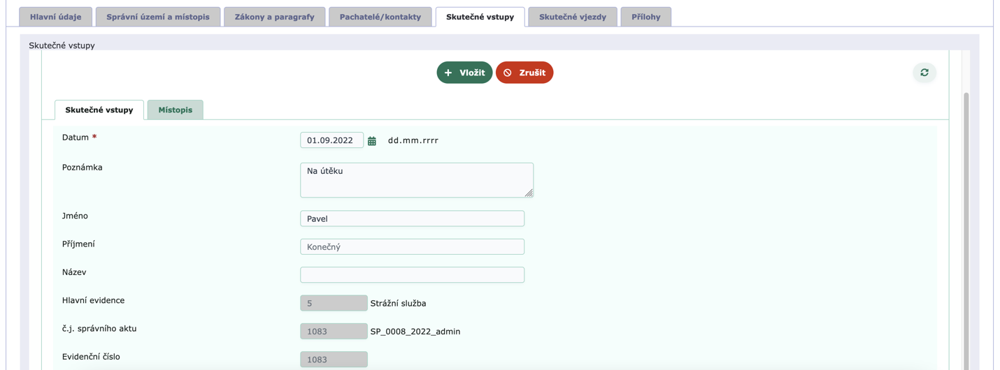 Hlavní údaje Správní území a místopis Zákony a paragrafy Pachatelé/kontakty Skutečné vstupy Skutečné vjezdy Přílohy
Skutečné vstupy
Vložit Zrušit
Skutečné vstupy Místopis
Datum * 01.09.2022 dd.mm.rrrr
Poznámka Na útěku
Jméno Pavel
Příjmení Konečný
Název
Hlavní evidence 5 Strážní služba
č.j. správního aktu 1083 SP_0008_2022_admin
Evidenční číslo 1083